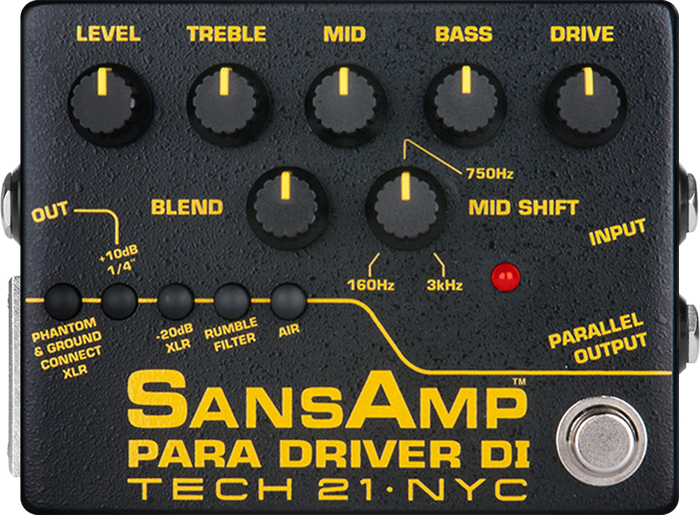 LEVEL TREBLE MID BASS DRIVE
750Hz
BLEND MID SHIFT
OUT
+10dB
1/4"
INPUT
160Hz 3kHz
PHANTOM
& GROUND
CONNECT
XLR
-20dB
XLR
RUMBLE
FILTER
AIR
PARALLEL
OUTPUT
SANSAMP™
PARA DRIVER DI
TECH 21·NYC